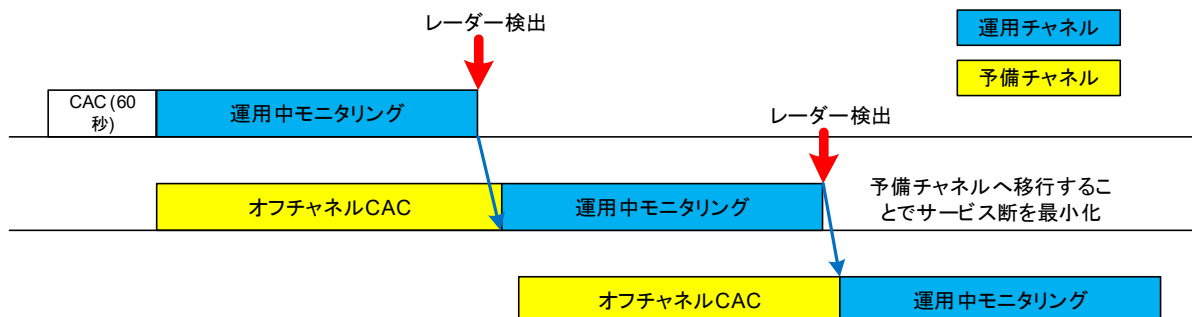 レーダー検出
運用チャネル
予備チャネル
CAC (60
秒)
運用中モニタリング
レーダー検出
オフチャネルCAC
運用中モニタリング
予備チャネルへ移行するこ
とでサービス断を最小化
オフチャネルCAC
運用中モニタリング